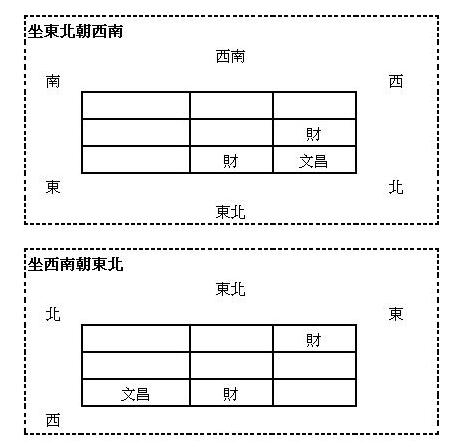 坐東北朝西南
西南
南 西
財
財 文昌
東 北
東北
坐西南朝東北
東北
北 東
財
文昌 財
西